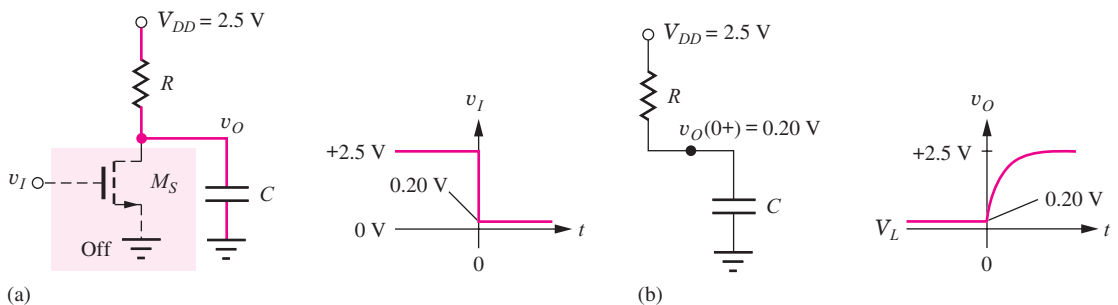 V_DD = 2.5 V
R
v_O
v_I
M_S
C
Off
(a)
v_I
+2.5 V
0.20 V
0 V
t
0
V_DD = 2.5 V
R
v_O(0+) = 0.20 V
C
(b)
v_O
+2.5 V
0.20 V
V_L
t
0